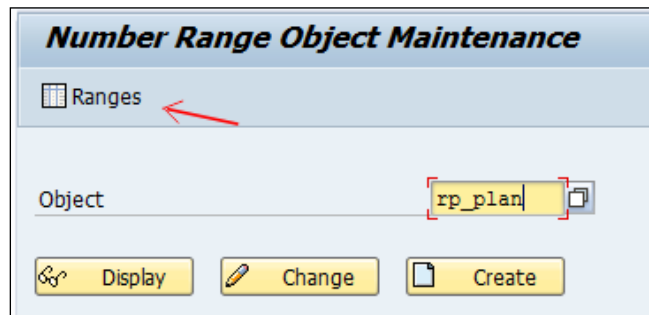 Number Range Object Maintenance
Ranges
Object rp_plan
Display Change Create